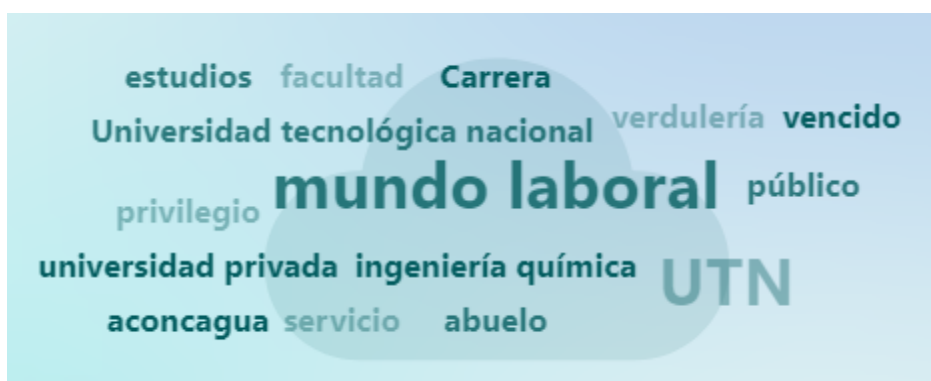 estudios facultad Carrera
Universidad tecnológica nacional verdulería vencido
mundo laboral público
privilegio
universidad privada ingeniería química UTN
aconcagua servicio abuelo